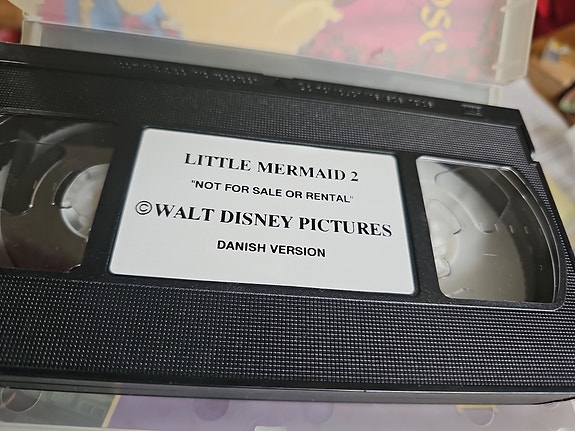 LITTLE MERMAID 2
"NOT FOR SALE OR RENTAL"
©WALT DISNEY PICTURES
DANISH VERSION